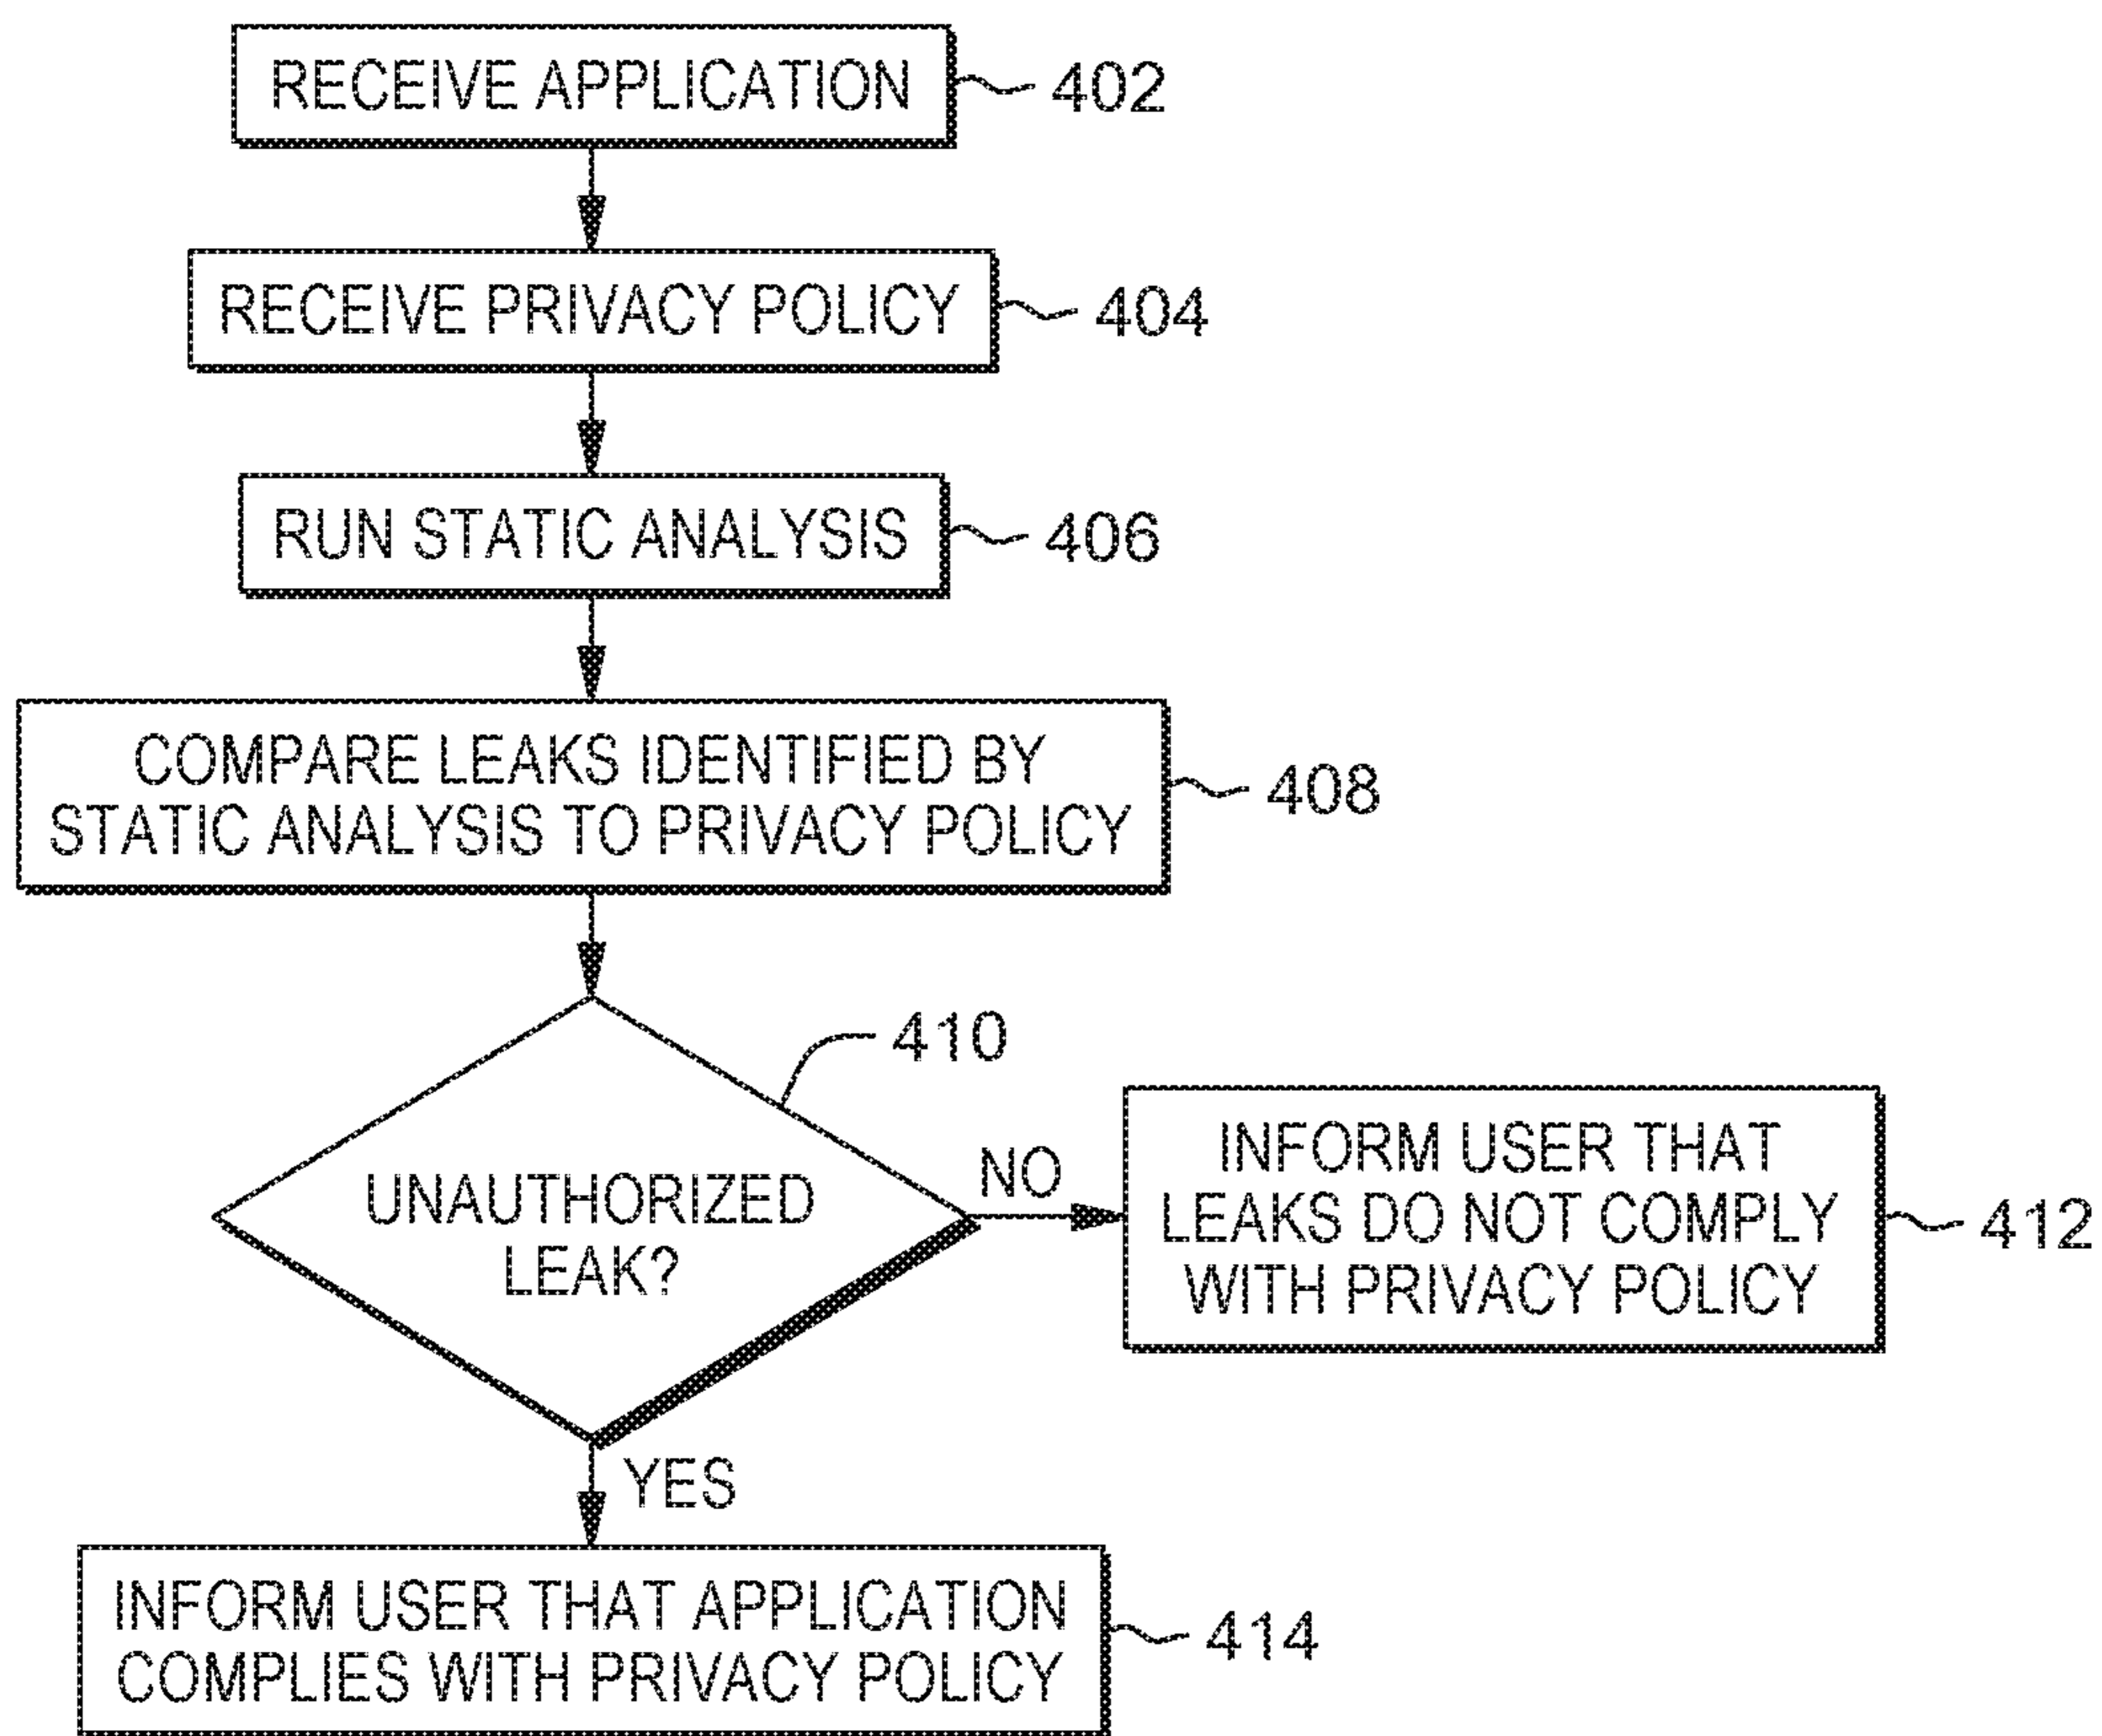 RECEIVE APPLICATION
402
RECEIVE PRIVACY POLICY
404
RUN STATIC ANALYSIS
406
COMPARE LEAKS IDENTIFIED BY
STATIC ANALYSIS TO PRIVACY POLICY
408
410
UNAUTHORIZED
LEAK?
NO
INFORM USER THAT
LEAKS DO NOT COMPLY
WITH PRIVACY POLICY
412
YES
INFORM USER THAT APPLICATION
COMPLIES WITH PRIVACY POLICY
414